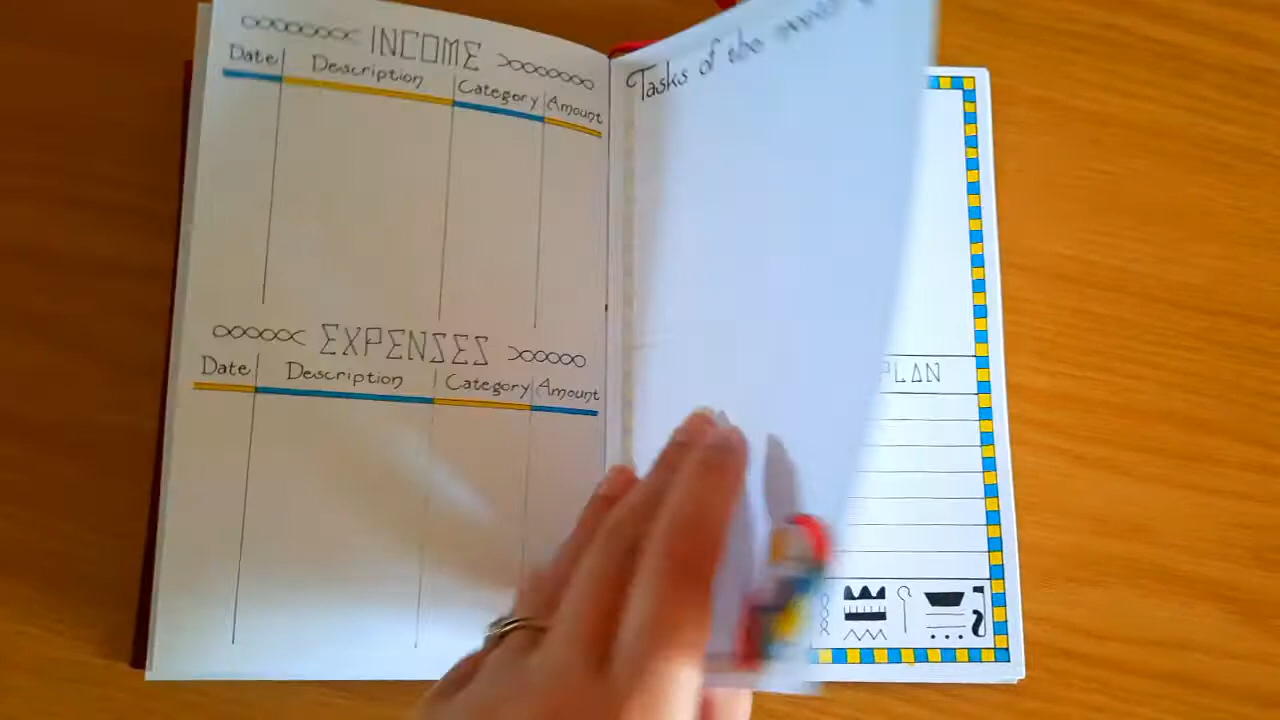 INCOME
Date Description Category Amount
EXPENSES
Date Description Category Amount
Tasks of the
PLAN